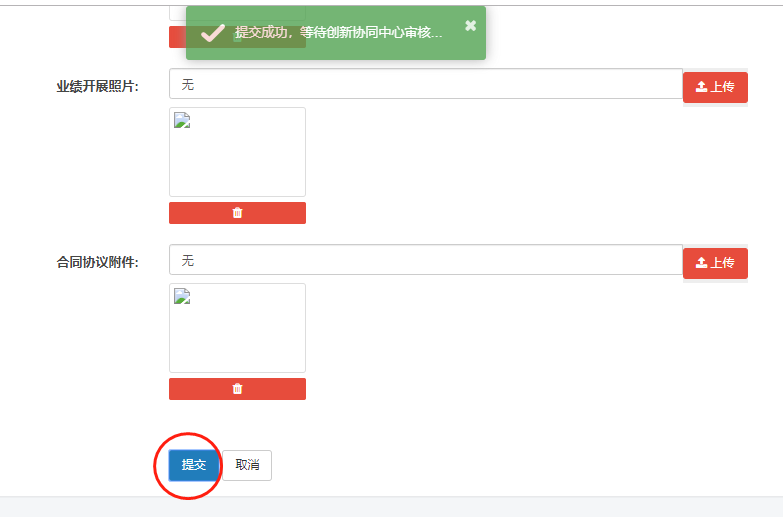 提交成功，等待创新协同中心审核...
业绩开展照片:
无
上传
合同协议附件:
无
上传
提交
取消